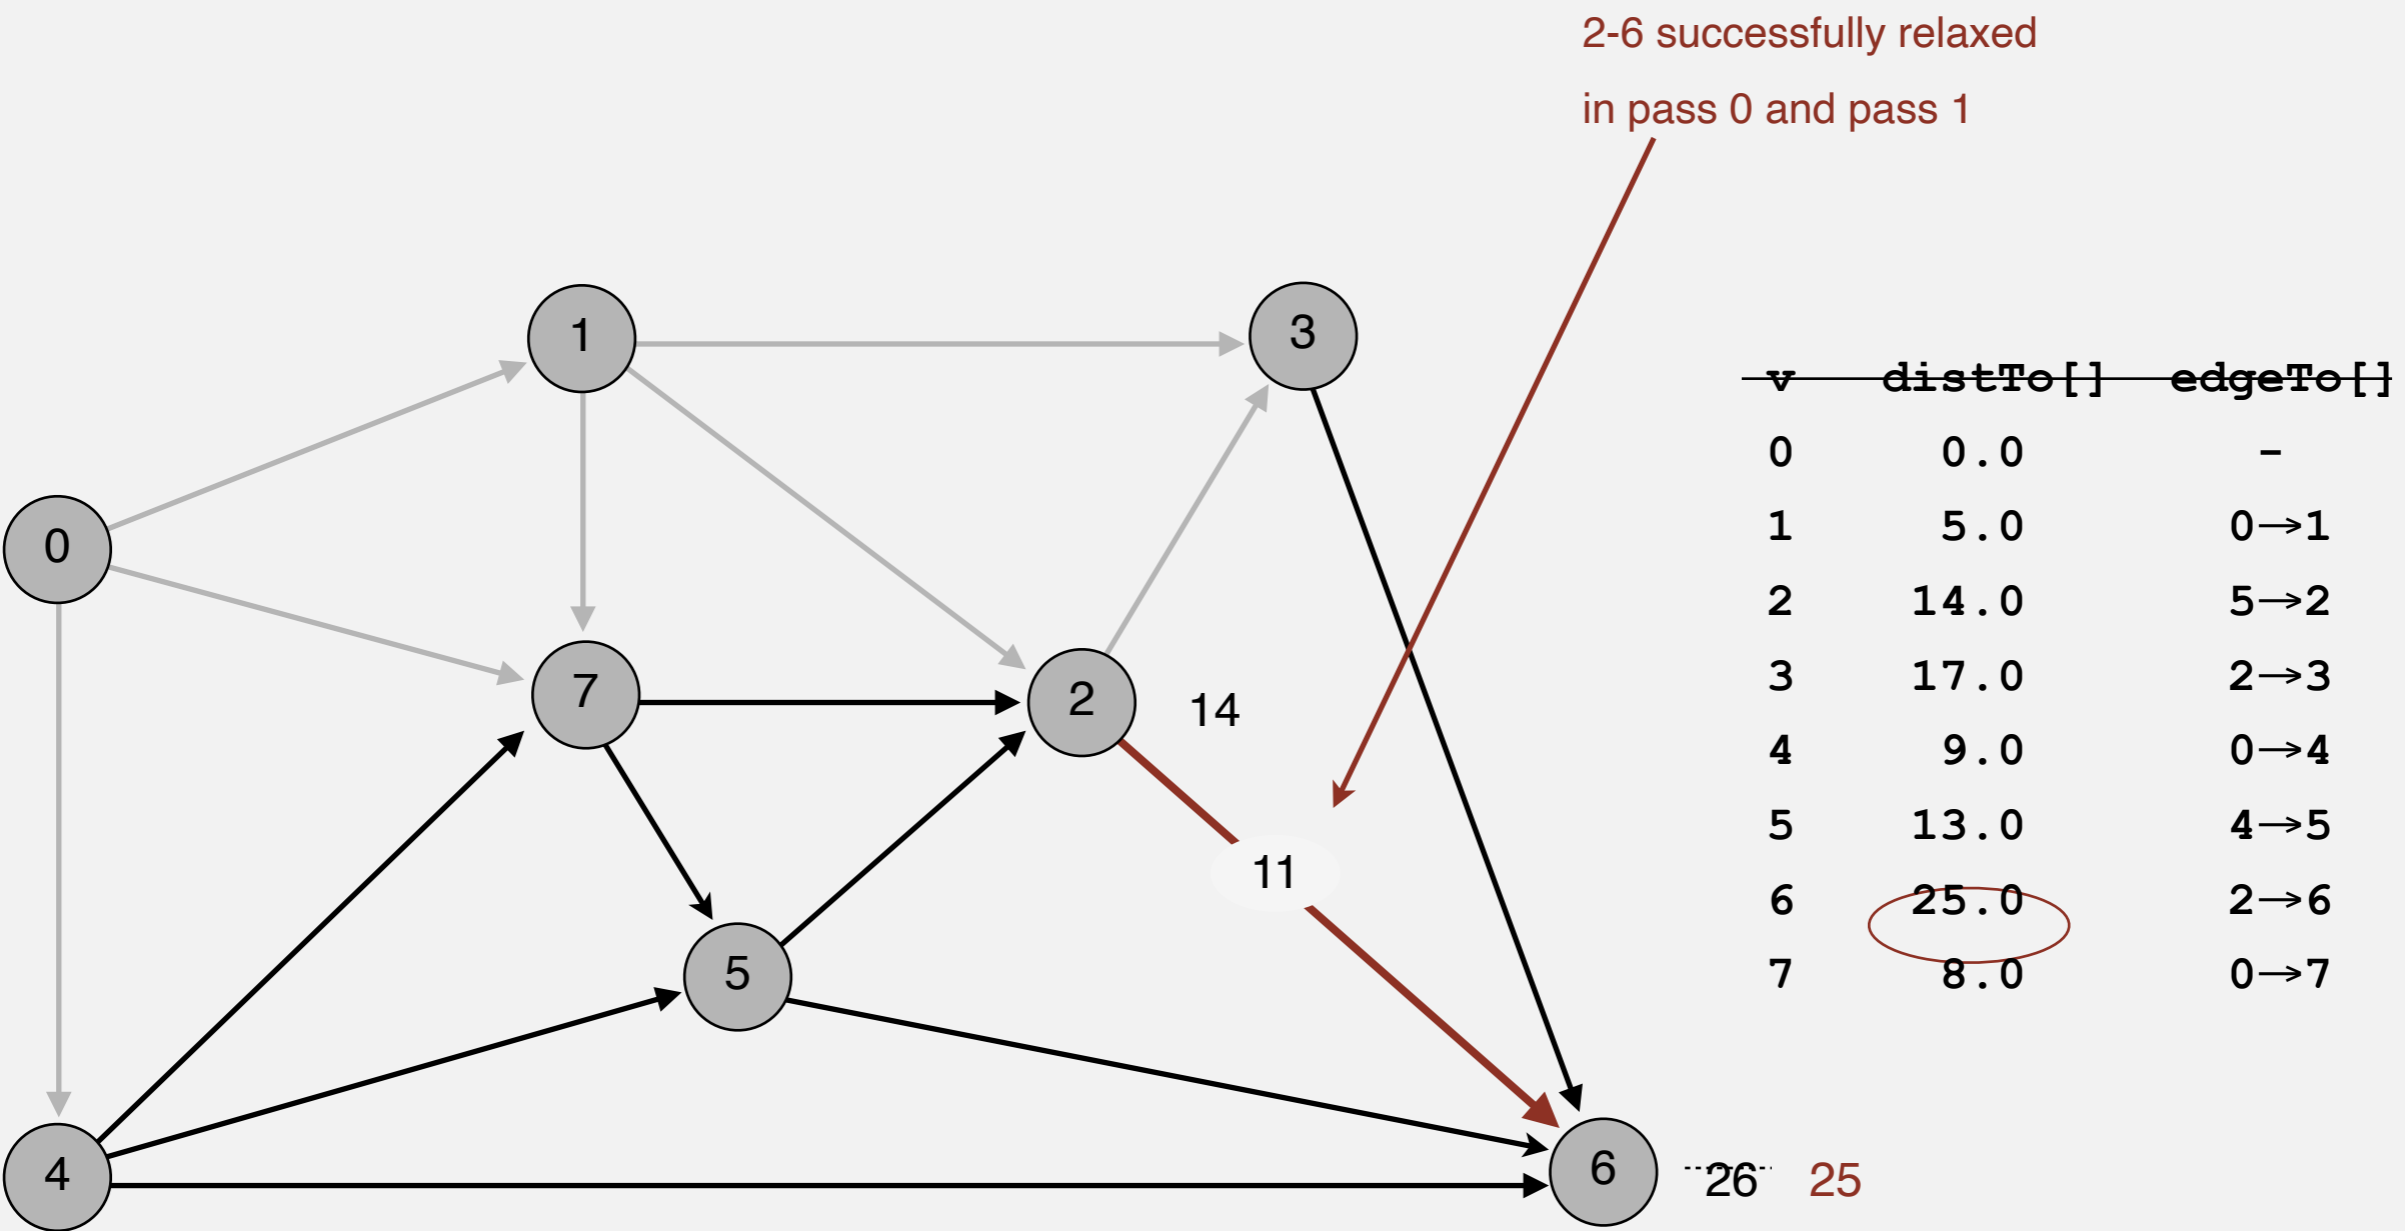 2-6 successfully relaxed
in pass 0 and pass 1
1
3
0
7
2
14
11
5
4
6
26 25
v distTo[] edgeTo[]
0 0.0 -
1 5.0 0→1
2 14.0 5→2
3 17.0 2→3
4 9.0 0→4
5 13.0 4→5
6 25.0 2→6
7 8.0 0→7